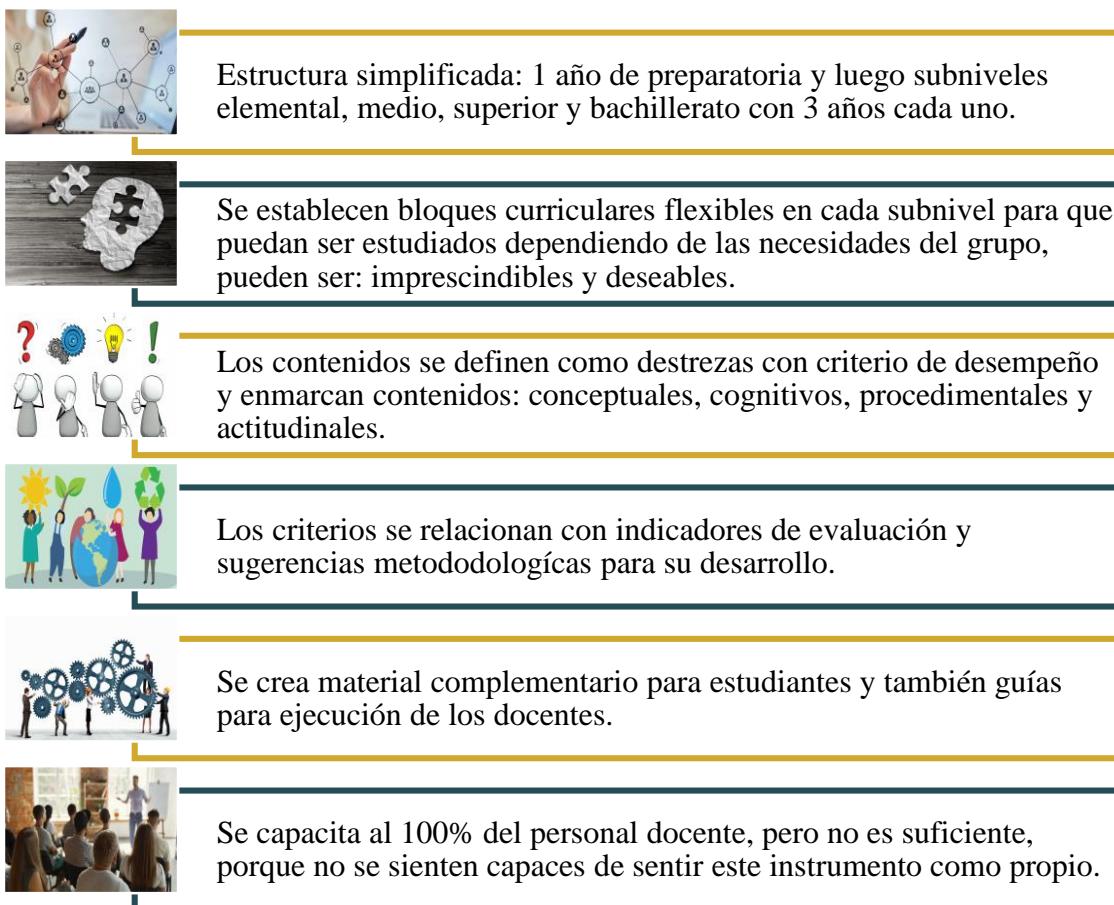 Estructura simplificada: 1 año de preparatoria y luego subniveles
elemental, medio, superior y bachillerato con 3 años cada uno.
Se establecen bloques curriculares flexibles en cada subnivel para que
puedan ser estudiados dependiendo de las necesidades del grupo,
pueden ser: imprescindibles y deseables.
Los contenidos se definen como destrezas con criterio de desempeño
y enmarcan contenidos: conceptuales, cognitivos, procedimentales y
actitudinales.
Los criterios se relacionan con indicadores de evaluación y
sugerencias metododologícas para su desarrollo.
Se crea material complementario para estudiantes y también guías
para ejecución de los docentes.
Se capacita al 100% del personal docente, pero no es suficiente,
porque no se sienten capaces de sentir este instrumento como propio.